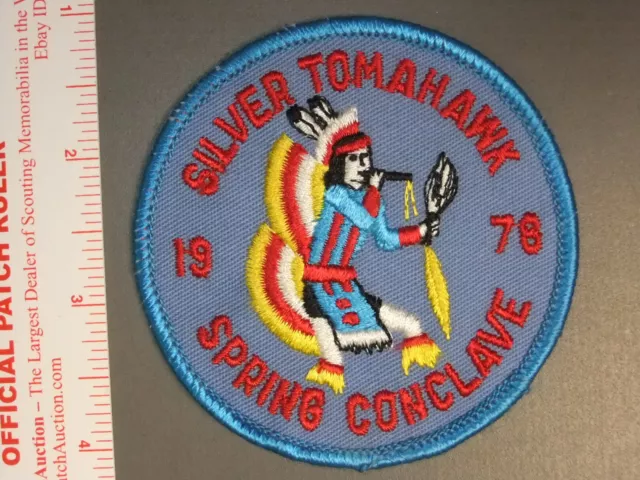 SILVER TOMAHAWK
19 78
SPRING CONCLAVE
OFFICIAL PATCH RULER
Auction – The Largest Dealer of Scouting Memorabilia in the
Ebay ID
atchAuction.com
1
2
3
4